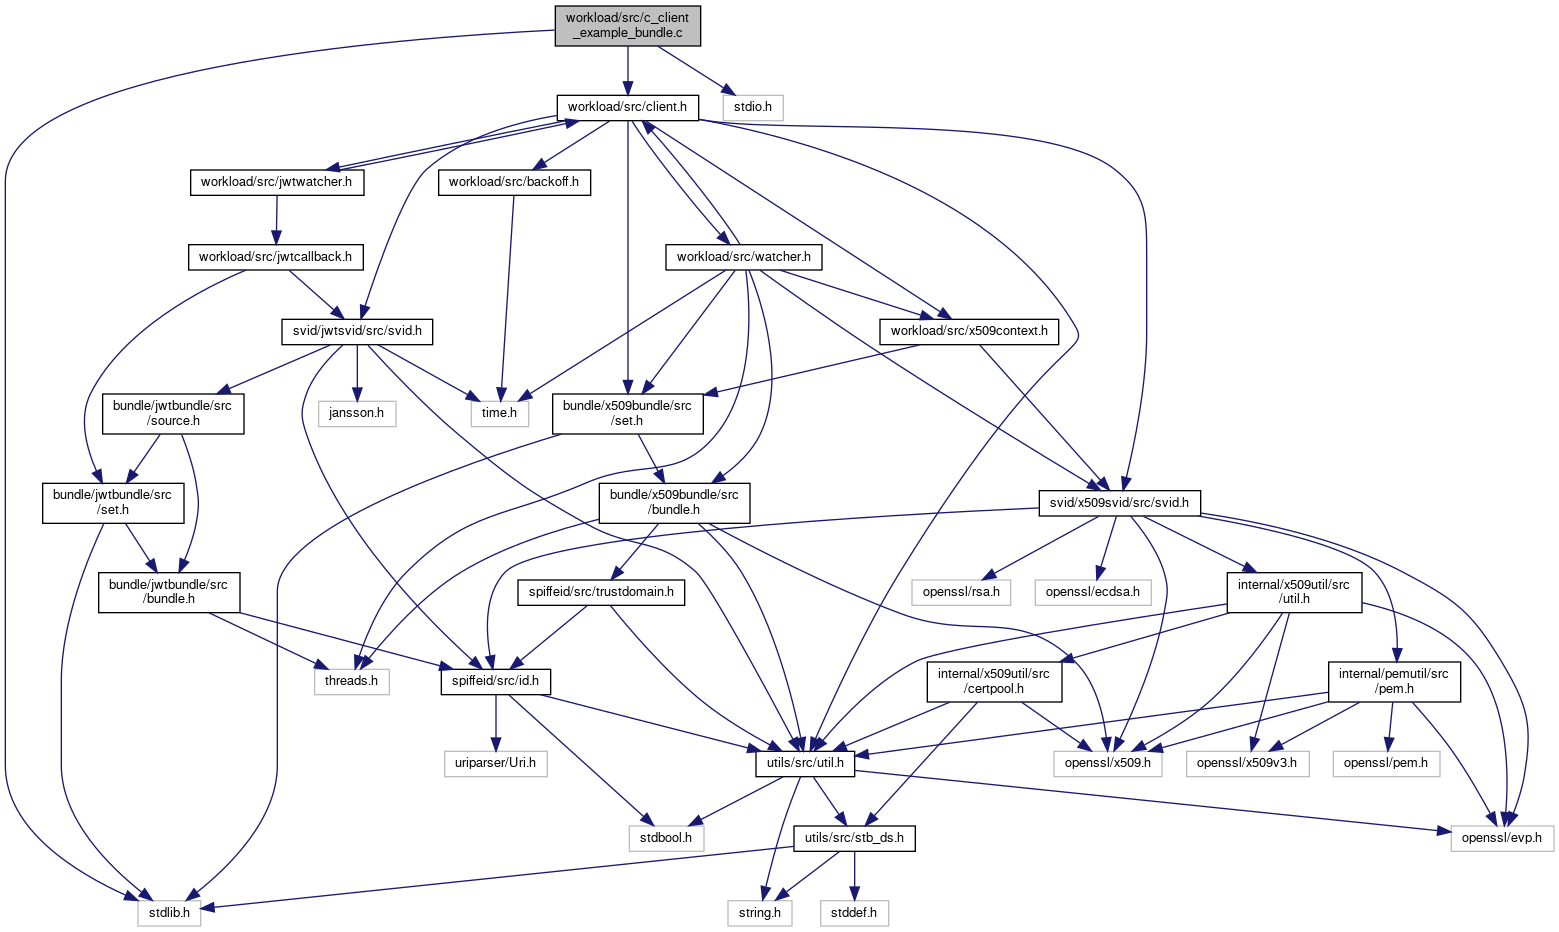 workload/src/c_client
_example_bundle.c
workload/src/client.h
stdio.h
workload/src/jwtwatcher.h
workload/src/backoff.h
workload/src/jwtcallback.h
workload/src/watcher.h
svid/jwtsvid/src/svid.h
workload/src/x509context.h
bundle/jwtbundle/src
/source.h
jansson.h
time.h
bundle/x509bundle/src
/set.h
bundle/jwtbundle/src
/set.h
bundle/x509bundle/src
/bundle.h
svid/x509svid/src/svid.h
bundle/jwtbundle/src
/bundle.h
spiffeid/src/trustdomain.h
openssl/rsa.h
openssl/ecdsa.h
internal/x509util/src
/util.h
threads.h
spiffeid/src/id.h
internal/x509util/src
/certpool.h
internal/pemutil/src
/pem.h
uriparser/Uri.h
utils/src/util.h
openssl/x509.h
openssl/x509v3.h
openssl/pem.h
stdbool.h
utils/src/stb_ds.h
openssl/evp.h
stdlib.h
string.h
stddef.h